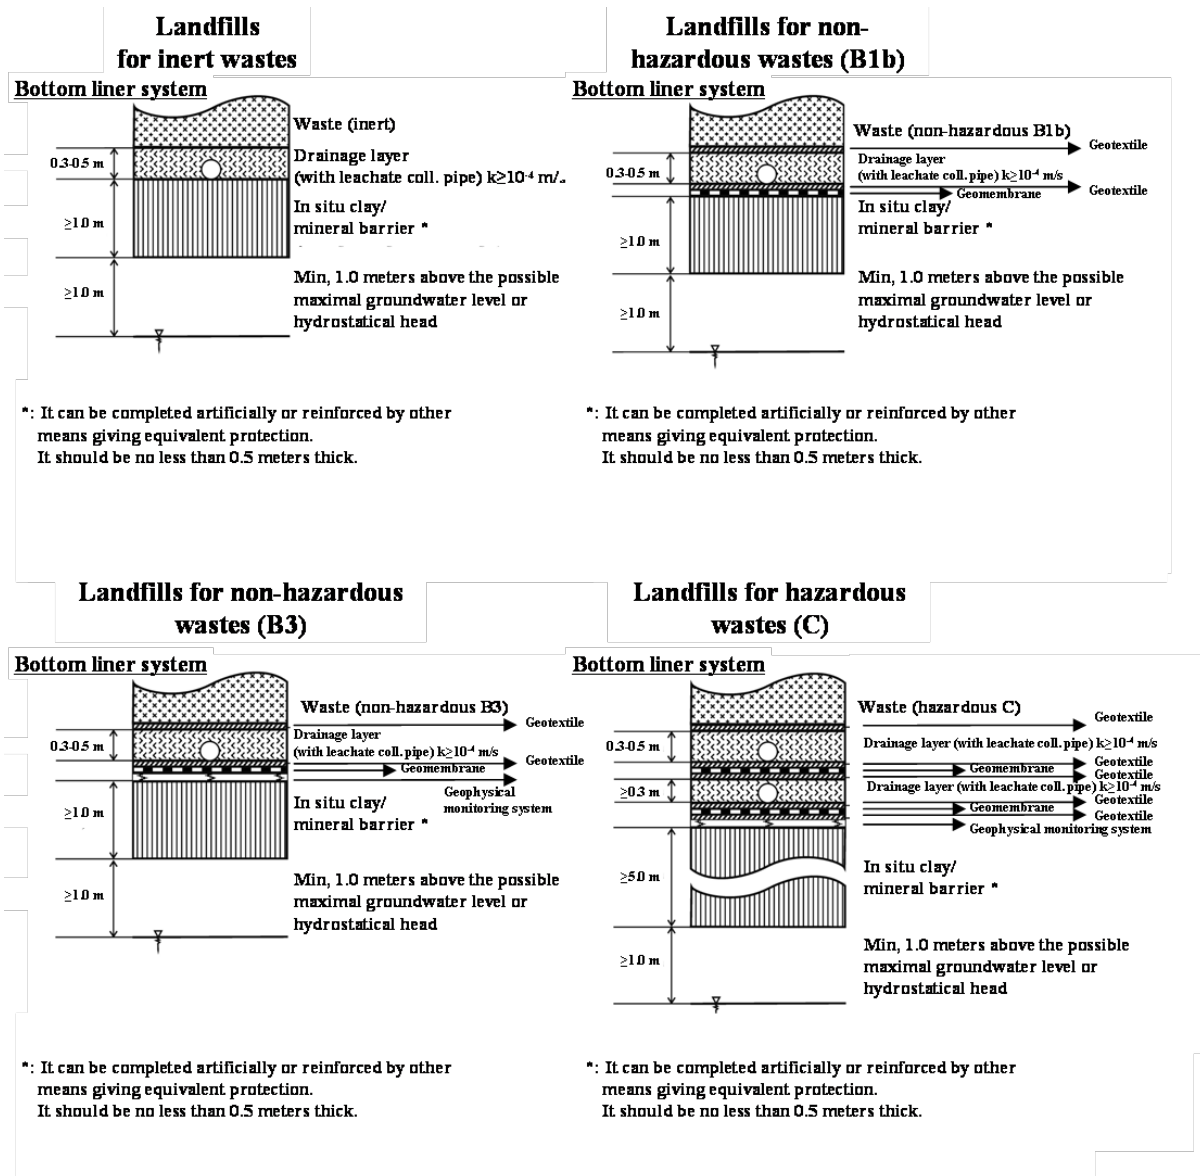 Landfills
for inert wastes
Bottom liner system
Waste (inert)
0.3-0.5 m
Drainage layer
(with leachate coll. pipe) k≥10⁻⁴ m/
≥1.0 m
In situ clay/
mineral barrier *
≥1.0 m
Min, 1.0 meters above the possible
maximal groundwater level or
hydrostatical head
*: It can be completed artificially or reinforced by other
means giving equivalent protection.
It should be no less than 0.5 meters thick.
Landfills for non-
hazardous wastes (B1b)
Bottom liner system
Waste (non-hazardous B1b)
Geotextile
0.3-0.5 m
Drainage layer
(with leachate coll. pipe) k≥10⁻⁴ m/s
Geotextile
Geomembrane
In situ clay/
mineral barrier *
≥1.0 m
Min, 1.0 meters above the possible
maximal groundwater level or
hydrostatical head
≥1.0 m
*: It can be completed artificially or reinforced by other
means giving equivalent protection.
It should be no less than 0.5 meters thick.
Landfills for non-hazardous
wastes (B3)
Bottom liner system
Waste (non-hazardous B3)
Geotextile
0.3-0.5 m
Drainage layer
(with leachate coll. pipe) k≥10⁻⁴ m/s
Geotextile
Geomembrane
Geophysical
monitoring system
≥1.0 m
In situ clay/
mineral barrier *
≥1.0 m
Min, 1.0 meters above the possible
maximal groundwater level or
hydrostatical head
*: It can be completed artificially or reinforced by other
means giving equivalent protection.
It should be no less than 0.5 meters thick.
Landfills for hazardous
wastes (C)
Bottom liner system
Waste (hazardous C)
Geotextile
0.3-0.5 m
Drainage layer (with leachate coll. pipe) k≥10⁻⁴ m/s
Geotextile
Geomembrane
Geotextile
≥0.3 m
Drainage layer (with leachate coll. pipe) k≥10⁻⁴ m/s
Geotextile
Geomembrane
Geotextile
Geophysical monitoring system
≥5.0 m
In situ clay/
mineral barrier *
≥1.0 m
Min, 1.0 meters above the possible
maximal groundwater level or
hydrostatical head
*: It can be completed artificially or reinforced by other
means giving equivalent protection.
It should be no less than 0.5 meters thick.